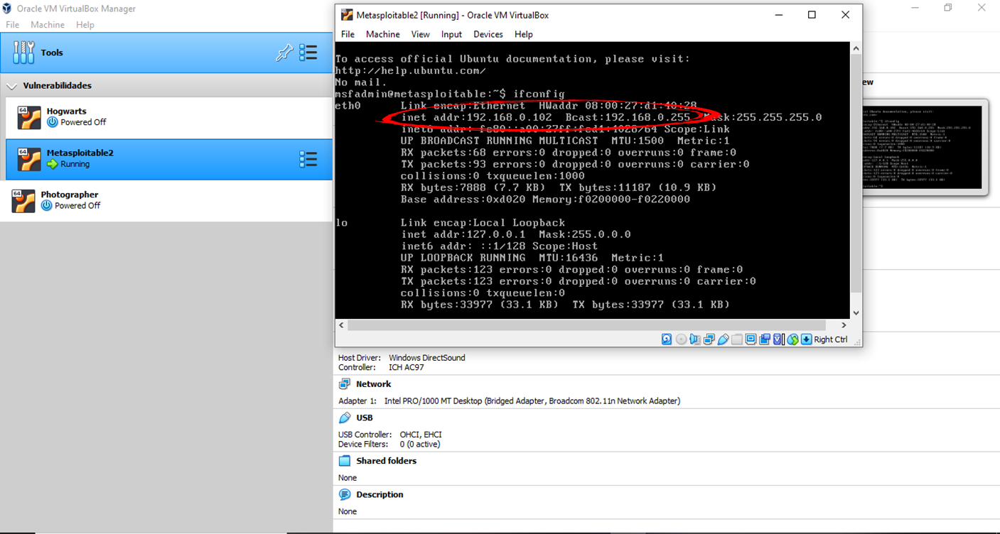 Oracle VM VirtualBox Manager
File Machine Help
Tools
Vulnerabilidades
64
Hogwarts
Powered Off
64
Metasploitable2
Running
64
Photographer
Powered Off
Metasploitable2 [Running] - Oracle VM VirtualBox
File Machine View Input Devices Help
To access official Ubuntu documentation, please visit:
http://help.ubuntu.com/
No mail.
msfadmin@metasploitable:~$ ifconfig
eth0 Link encap:Ethernet HWaddr 08:00:27:d1:40:28
inet addr:192.168.0.102 Bcast:192.168.0.255 Mask:255.255.255.0
inet6 addr: fe80::a00:27ff:fed1:4028/64 Scope:Link
UP BROADCAST RUNNING MULTICAST MTU:1500 Metric:1
RX packets:68 errors:0 dropped:0 overruns:0 frame:0
TX packets:93 errors:0 dropped:0 overruns:0 carrier:0
collisions:0 txqueuelen:1000
RX bytes:7888 (7.7 KB) TX bytes:11187 (10.9 KB)
Base address:0xd020 Memory:f0200000-f0220000
lo Link encap:Local Loopback
inet addr:127.0.0.1 Mask:255.0.0.0
inet6 addr: ::1/128 Scope:Host
UP LOOPBACK RUNNING MTU:16436 Metric:1
RX packets:123 errors:0 dropped:0 overruns:0 frame:0
TX packets:123 errors:0 dropped:0 overruns:0 carrier:0
collisions:0 txqueuelen:0
RX bytes:33977 (33.1 KB) TX bytes:33977 (33.1 KB)
Right Ctrl
ew
Host Driver: Windows DirectSound
Controller: ICH AC97
Network
Adapter 1: Intel PRO/1000 MT Desktop (Bridged Adapter, Broadcom 802.11n Network Adapter)
USB
USB Controller: OHCI, EHCI
Device Filters: 0 (0 active)
Shared folders
None
Description
None